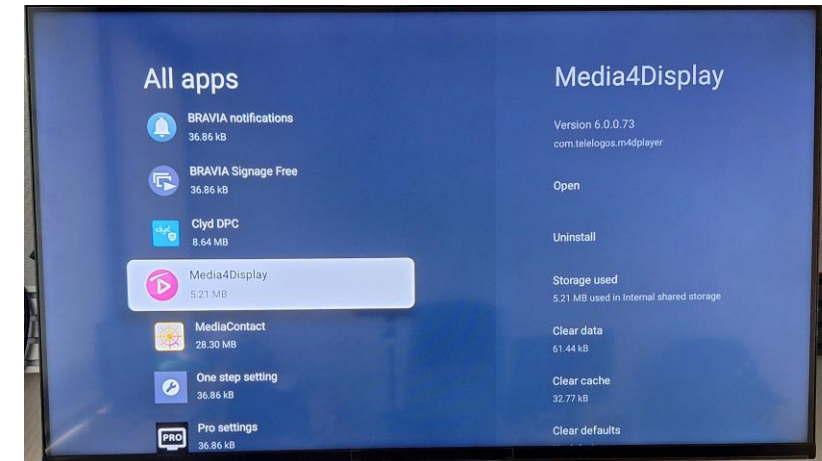 All apps
BRAVIA notifications
36.86 kB
BRAVIA Signage Free
36.86 kB
Clyd DPC
8.64 MB
Media4Display
5.21 MB
MediaContact
28.30 MB
One step setting
36.86 kB
PRO
Pro settings
36.86 kB
Media4Display
Version 6.0.0.73
com.telelogos.m4dplayer
Open
Uninstall
Storage used
5.21 MB used in Internal shared storage
Clear data
61.44 kB
Clear cache
32.77 kB
Clear defaults